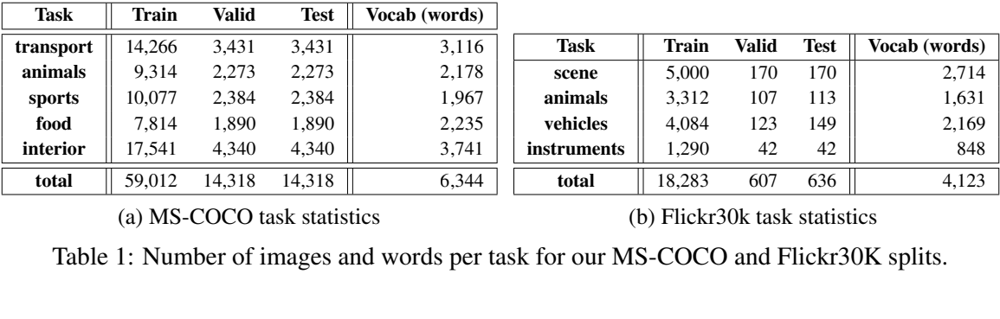 Task Train Valid Test Vocab (words)
transport 14,266 3,431 3,431 3,116
animals 9,314 2,273 2,273 2,178
sports 10,077 2,384 2,384 1,967
food 7,814 1,890 1,890 2,235
interior 17,541 4,340 4,340 3,741
total 59,012 14,318 14,318 6,344
(a) MS-COCO task statistics
Task Train Valid Test Vocab (words)
scene 5,000 170 170 2,714
animals 3,312 107 113 1,631
vehicles 4,084 123 149 2,169
instruments 1,290 42 42 848
total 18,283 607 636 4,123
(b) Flickr30k task statistics
Table 1: Number of images and words per task for our MS-COCO and Flickr30K splits.